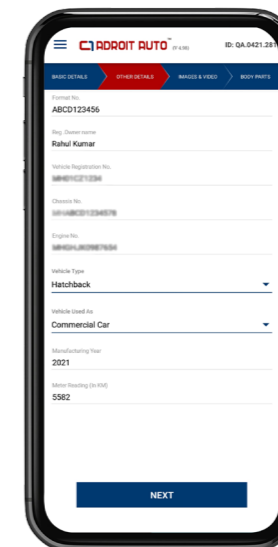 ADROIT AUTO™
ID: QA.0421.281
BASIC DETAILS
OTHER DETAILS
IMAGES & VIDEO
BODY PARTS
Format No.
ABCD123456
Reg. Owner name
Rahul Kumar
Vehicle Registration No.
Chassis No.
Engine No.
Vehicle Type
Hatchback
Vehicle Used As
Commercial Car
Manufacturing Year
2021
Meter Reading (In KM)
5582
NEXT